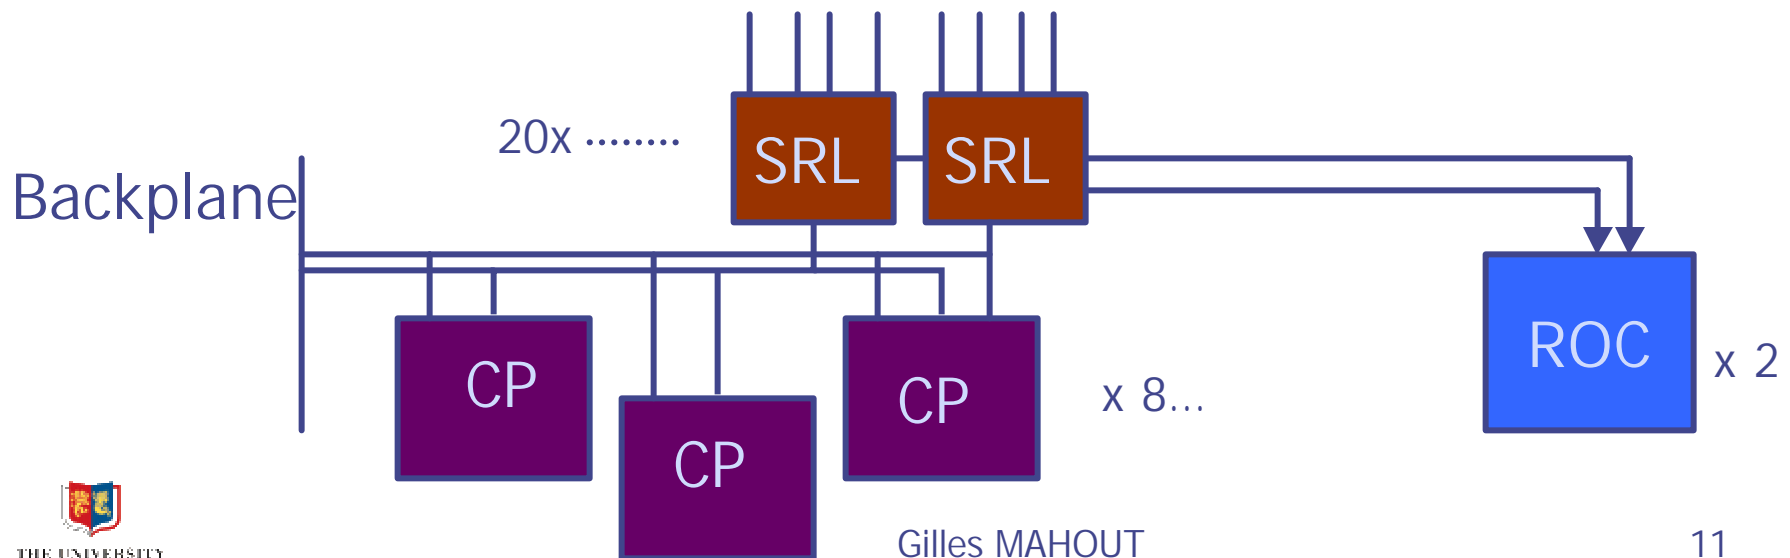 20x ........
SRL
SRL
Backplane
ROC
x 2
CP
CP
x 8...
CP
Gilles MAHOUT
11
THE UNIVERSITY